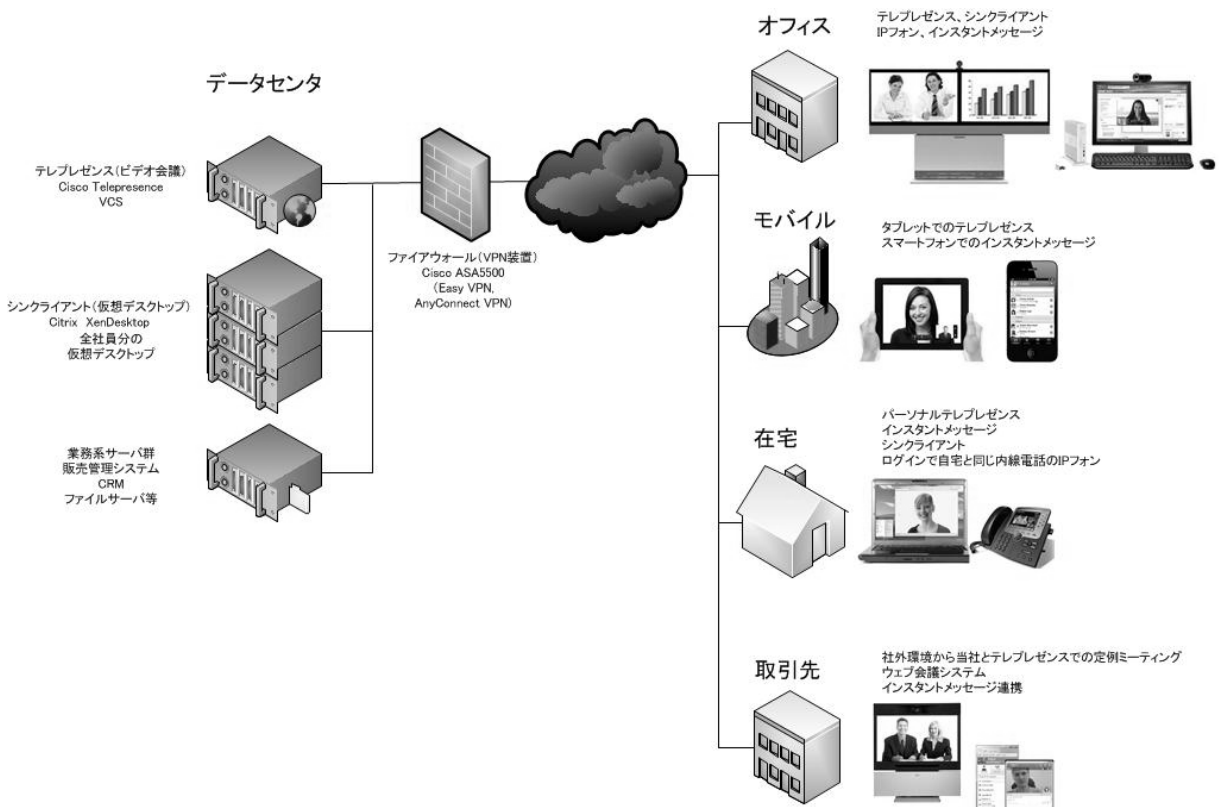 データセンタ
テレプレゼンス(ビデオ会議)
Cisco Telepresence
VCS
シンクライアント(仮想デスクトップ)
Citrix XenDesktop
全社員分の
仮想デスクトップ
業務系サーバ群
販売管理システム
CRM
ファイルサーバ等
ファイアウォール(VPN装置)
Cisco ASA5500
(Easy VPN,
AnyConnect VPN)
オフィス
テレプレゼンス、シンクライアント
IPフォン、インスタントメッセージ
モバイル
タブレットでのテレプレゼンス
スマートフォンでのインスタントメッセージ
在宅
パーソナルテレプレゼンス
インスタントメッセージ
シンクライアント
ログインで自宅と同じ内線電話のIPフォン
取引先
社外環境から当社とテレプレゼンスでの定例ミーティング
ウェブ会議システム
インスタントメッセージ連携